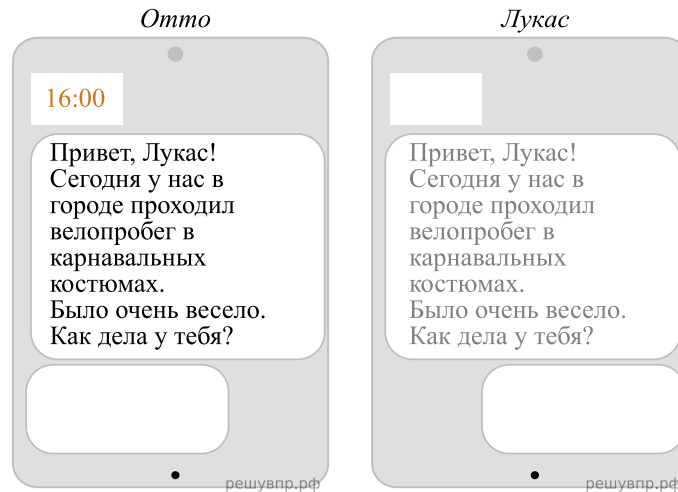 Отто
16:00
Привет, Лукас!
Сегодня у нас в
городе проходил
велопробег в
карнавальных
костюмах.
Было очень весело.
Как дела у тебя?
решувпр.рф
Лукас
Привет, Лукас!
Сегодня у нас в
городе проходил
велопробег в
карнавальных
костюмах.
Было очень весело.
Как дела у тебя?
решувпр.рф